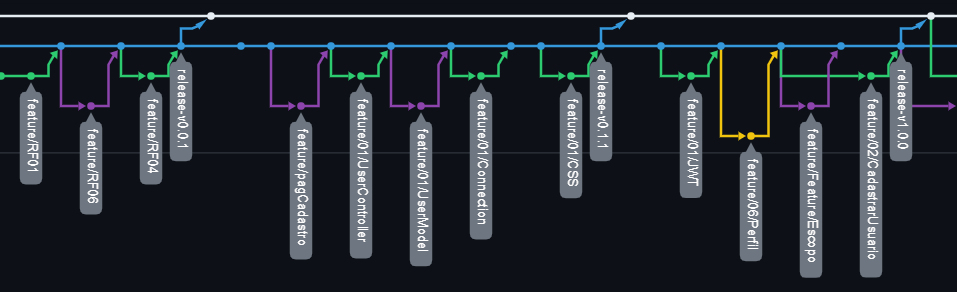 feature/RF01
feature/RF06
feature/RF04
release-v0.0.1
feature/pagCadastro
feature/01/UserController
feature/01/UserModel
feature/01/Connection
feature/01/CSS
release-v0.1.1
feature/01/JWT
feature/06/Perfil
feature/Feature/Escopo
feature/02/CadastrarUsuario
release-v1.0.0